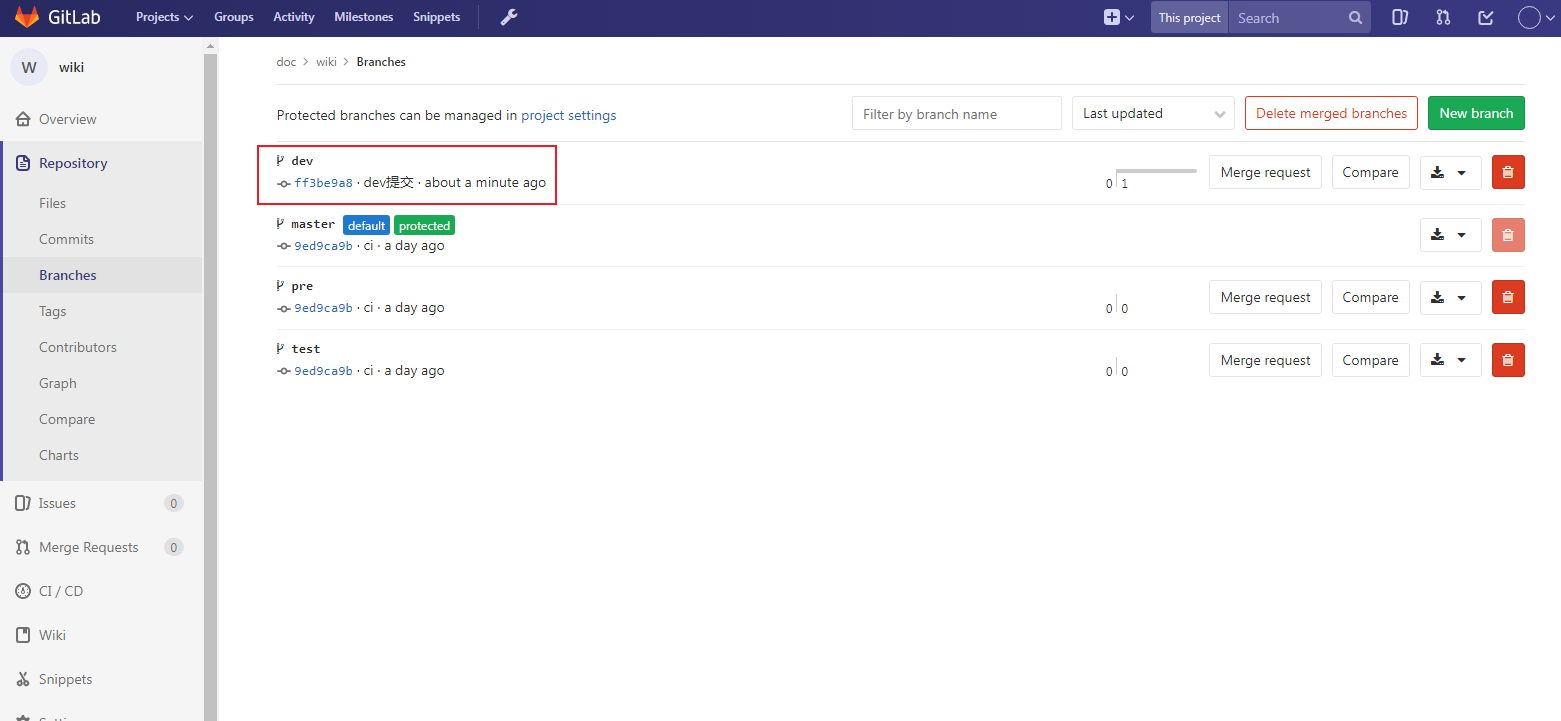 GitLab Projects Groups Activity Milestones Snippets This project Search
W wiki
Overview
Repository
Files
Commits
Branches
Tags
Contributors
Graph
Compare
Charts
Issues 0
Merge Requests 0
CI / CD
Wiki
Snippets
doc > wiki > Branches
Protected branches can be managed in project settings Filter by branch name Last updated Delete merged branches New branch
dev
ff3be9a8 · dev提交 · about a minute ago 0 1 Merge request Compare
master default protected
9ed9ca9b · ci · a day ago
pre
9ed9ca9b · ci · a day ago 0 0 Merge request Compare
test
9ed9ca9b · ci · a day ago 0 0 Merge request Compare